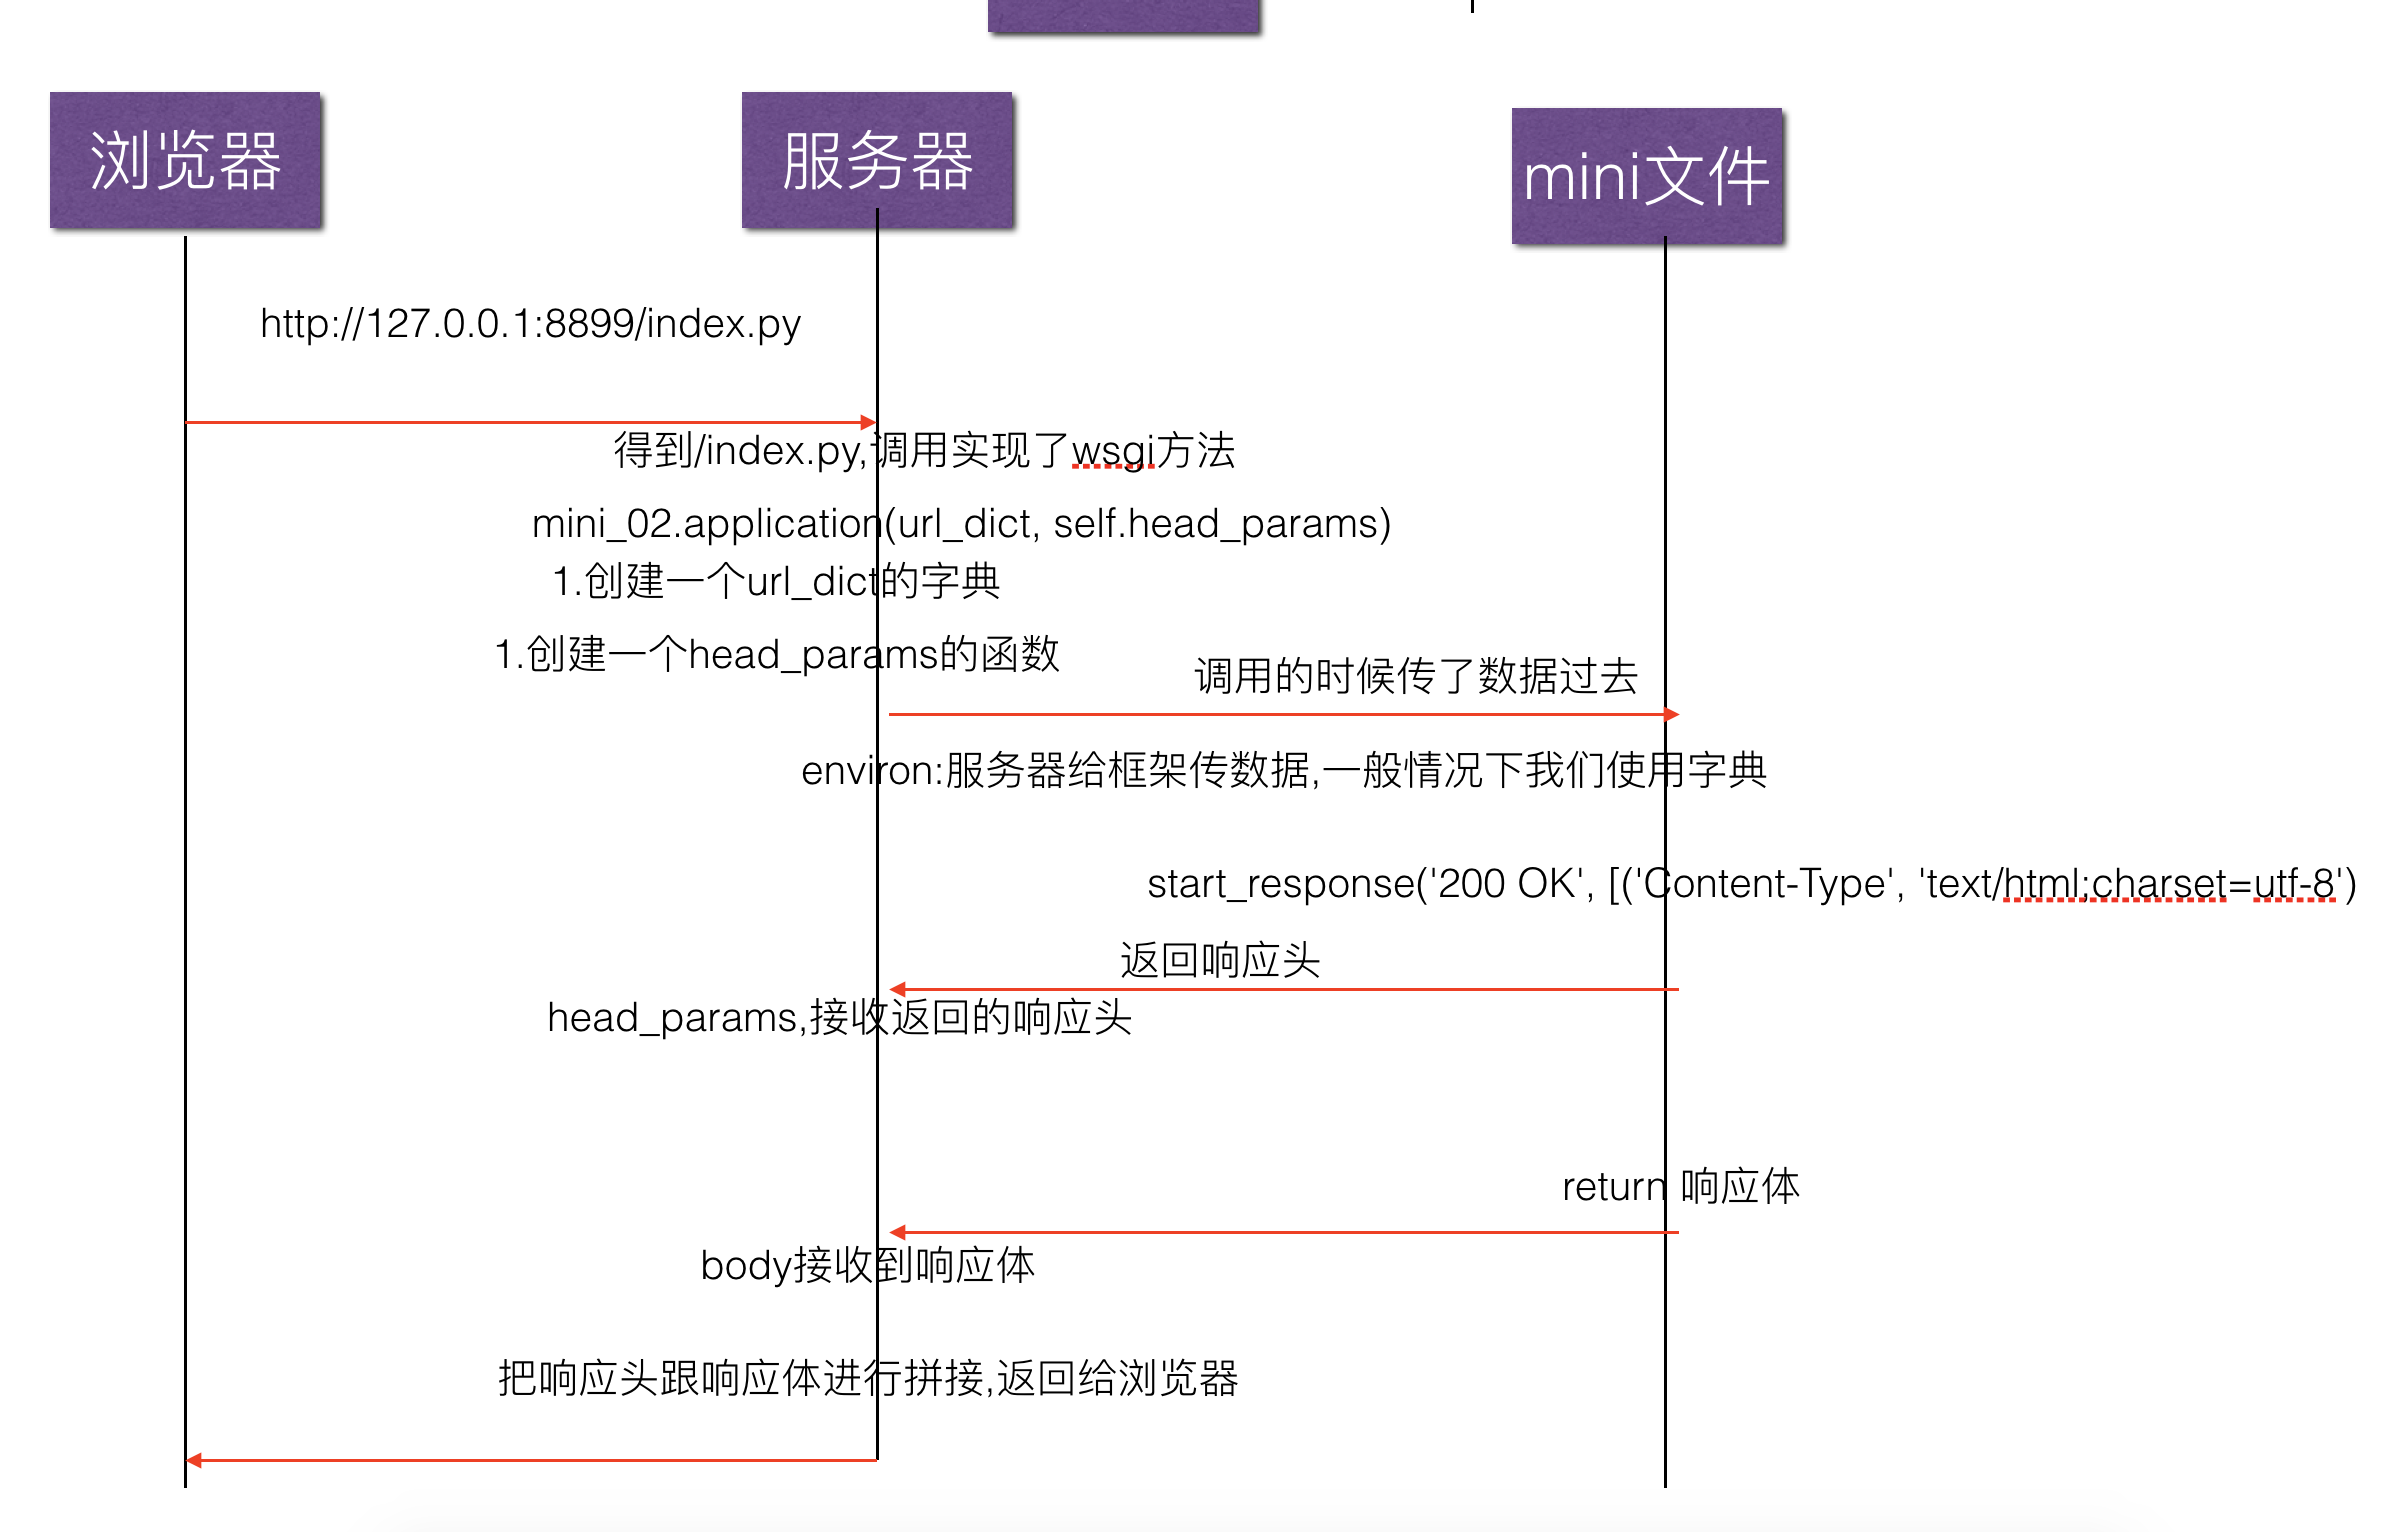 浏览器
服务器
mini文件
http://127.0.0.1:8899/index.py
得到/index.py,调用实现了wsgi方法
mini_02.application(url_dict, self.head_params)
1.创建一个url_dict的字典
1.创建一个head_params的函数
调用的时候传了数据过去
environ:服务器给框架传数据,一般情况下我们使用字典
start_response('200 OK', [('Content-Type', 'text/html;charset=utf-8')
返回响应头
head_params,接收返回的响应头
return 响应体
body接收到响应体
把响应头跟响应体进行拼接,返回给浏览器